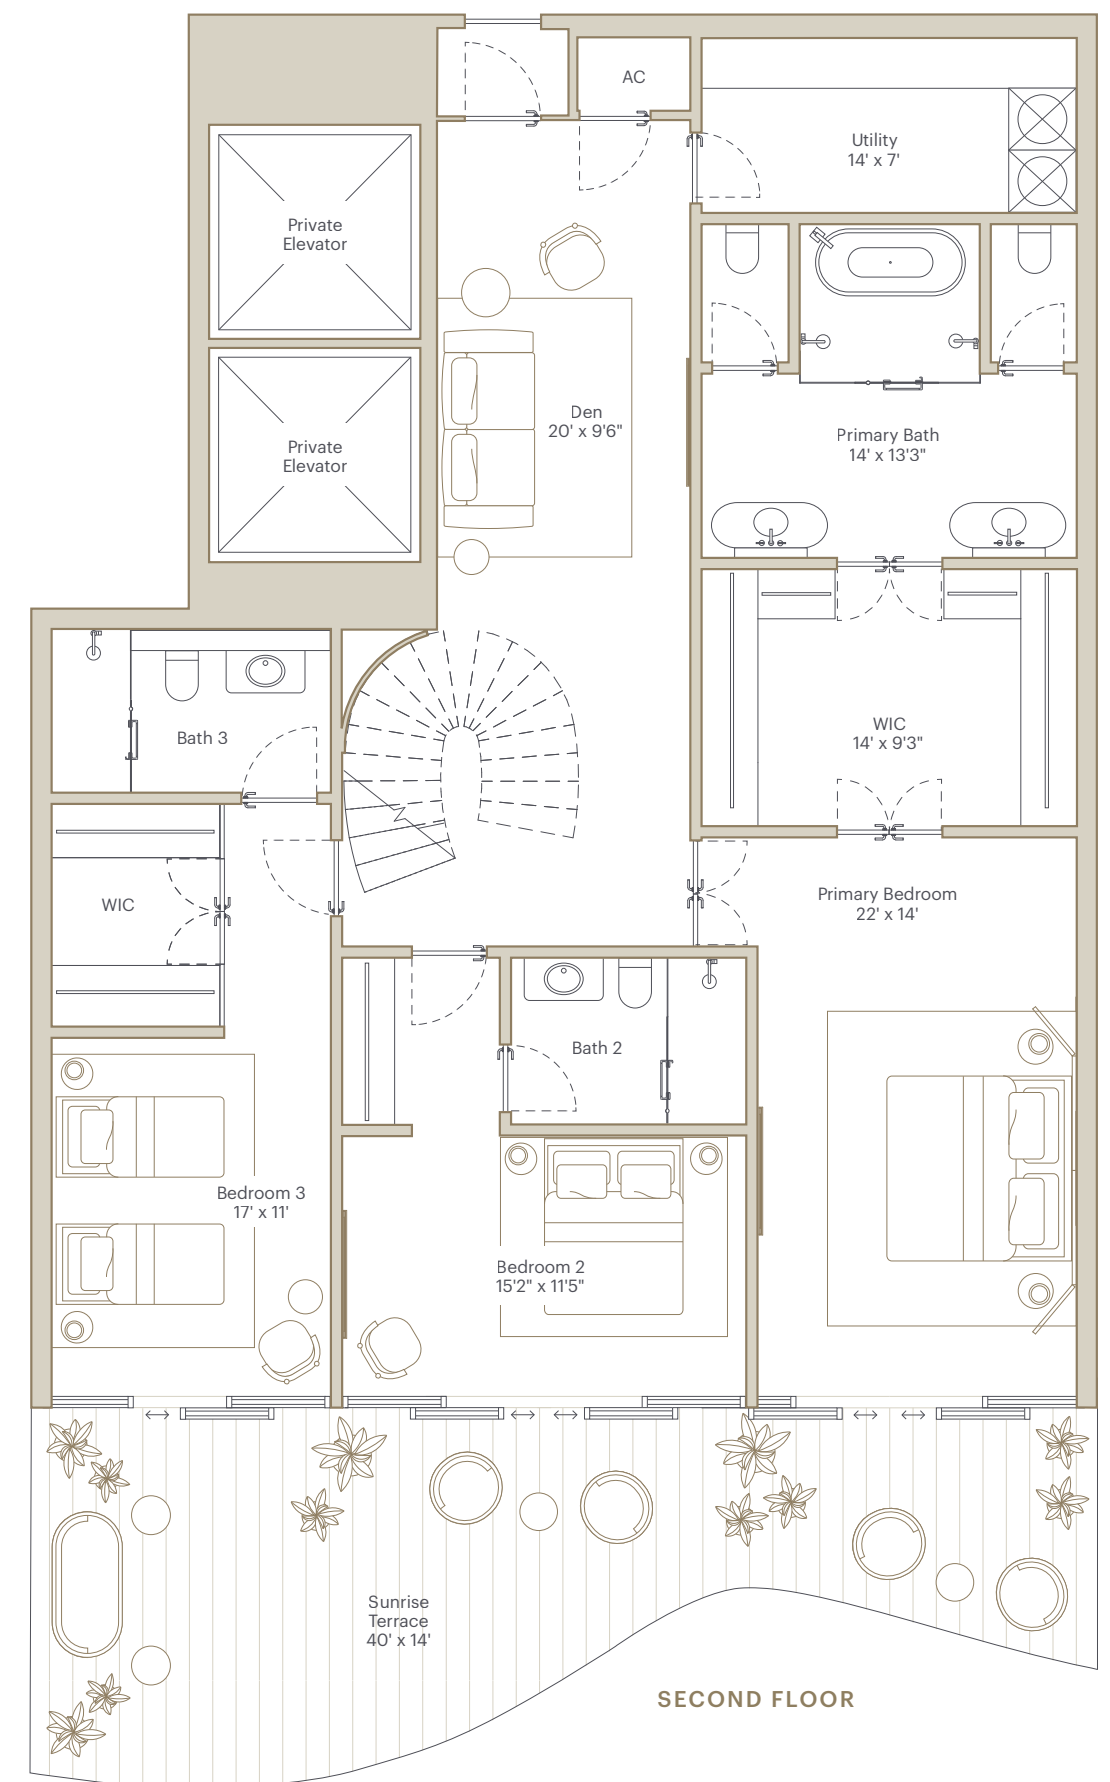 AC
Utility
14' x 7'
Private
Elevator
Den
20' x 9'6"
Private
Elevator
Primary Bath
14' x 13'3"
Bath 3
WIC
14' x 9'3"
WIC
Primary Bedroom
22' x 14'
Bath 2
Bedroom 3
17' x 11'
Bedroom 2
15'2" x 11'5"
Sunrise
Terrace
40' x 14'
SECOND FLOOR